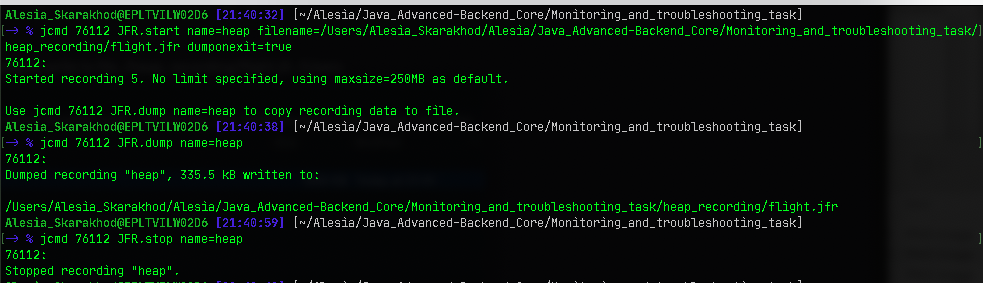 Alesia_Skarakhod@EPLTVILW02D6 [21:40:32] [~/Alesia/Java_Advanced-Backend_Core/Monitoring_and_troubleshooting_task]
[-> % jcmd 76112 JFR.start name=heap filename=/Users/Alesia_Skarakhod/Alesia/Java_Advanced-Backend_Core/Monitoring_and_troubleshooting_task/]
heap_recording/flight.jfr dumponexit=true
76112:
Started recording 5. No limit specified, using maxsize=250MB as default.
Use jcmd 76112 JFR.dump name=heap to copy recording data to file.
Alesia_Skarakhod@EPLTVILW02D6 [21:40:38] [~/Alesia/Java_Advanced-Backend_Core/Monitoring_and_troubleshooting_task]
[-> % jcmd 76112 JFR.dump name=heap ]
76112:
Dumped recording "heap", 335.5 kB written to:
/Users/Alesia_Skarakhod/Alesia/Java_Advanced-Backend_Core/Monitoring_and_troubleshooting_task/heap_recording/flight.jfr
Alesia_Skarakhod@EPLTVILW02D6 [21:40:59] [~/Alesia/Java_Advanced-Backend_Core/Monitoring_and_troubleshooting_task]
[-> % jcmd 76112 JFR.stop name=heap ]
76112:
Stopped recording "heap".